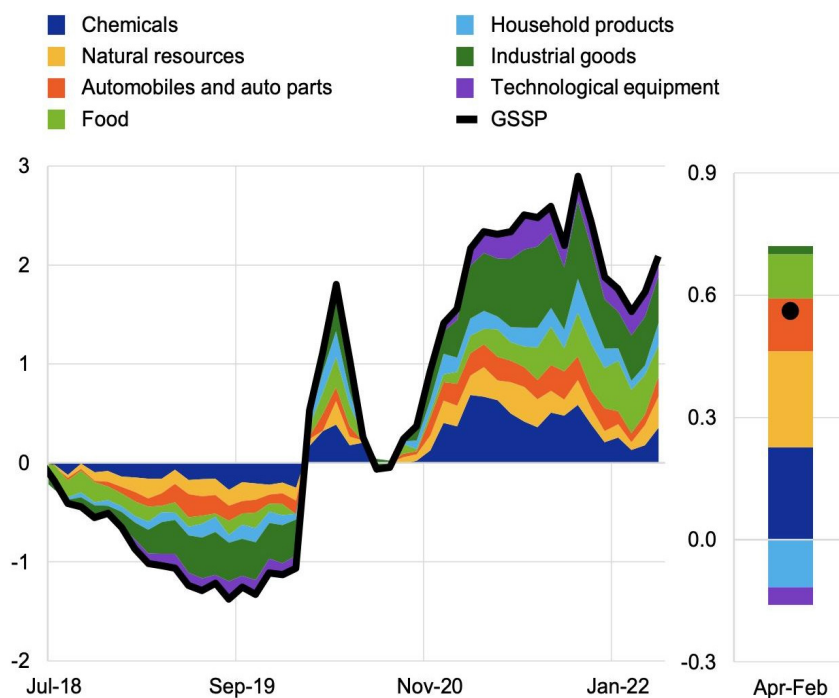 Chemicals
Natural resources
Automobiles and auto parts
Food
Household products
Industrial goods
Technological equipment
GSSP
3
2
1
0
-1
-2
Jul-18 Sep-19 Nov-20 Jan-22
0.9
0.6
0.3
0.0
-0.3
Apr-Feb